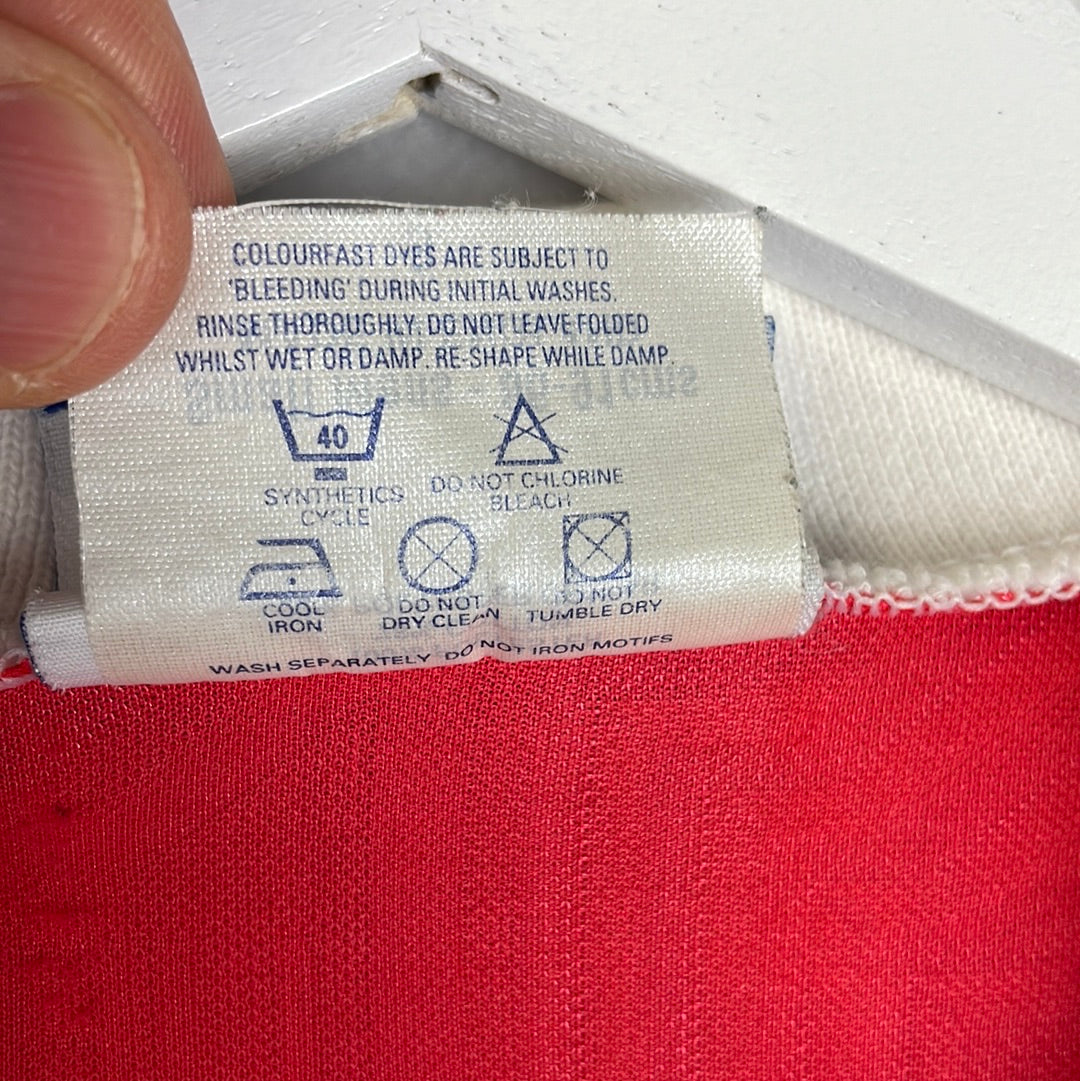 COLOURFAST DYES ARE SUBJECT TO
'BLEEDING' DURING INITIAL WASHES.
RINSE THOROUGHLY. DO NOT LEAVE FOLDED
WHILST WET OR DAMP. RE-SHAPE WHILE DAMP.
40
SYNTHETICS CYCLE
DO NOT CHLORINE BLEACH
COOL IRON
DO NOT DRY CLEAN
DO NOT TUMBLE DRY
WASH SEPARATELY DO NOT IRON MOTIFS